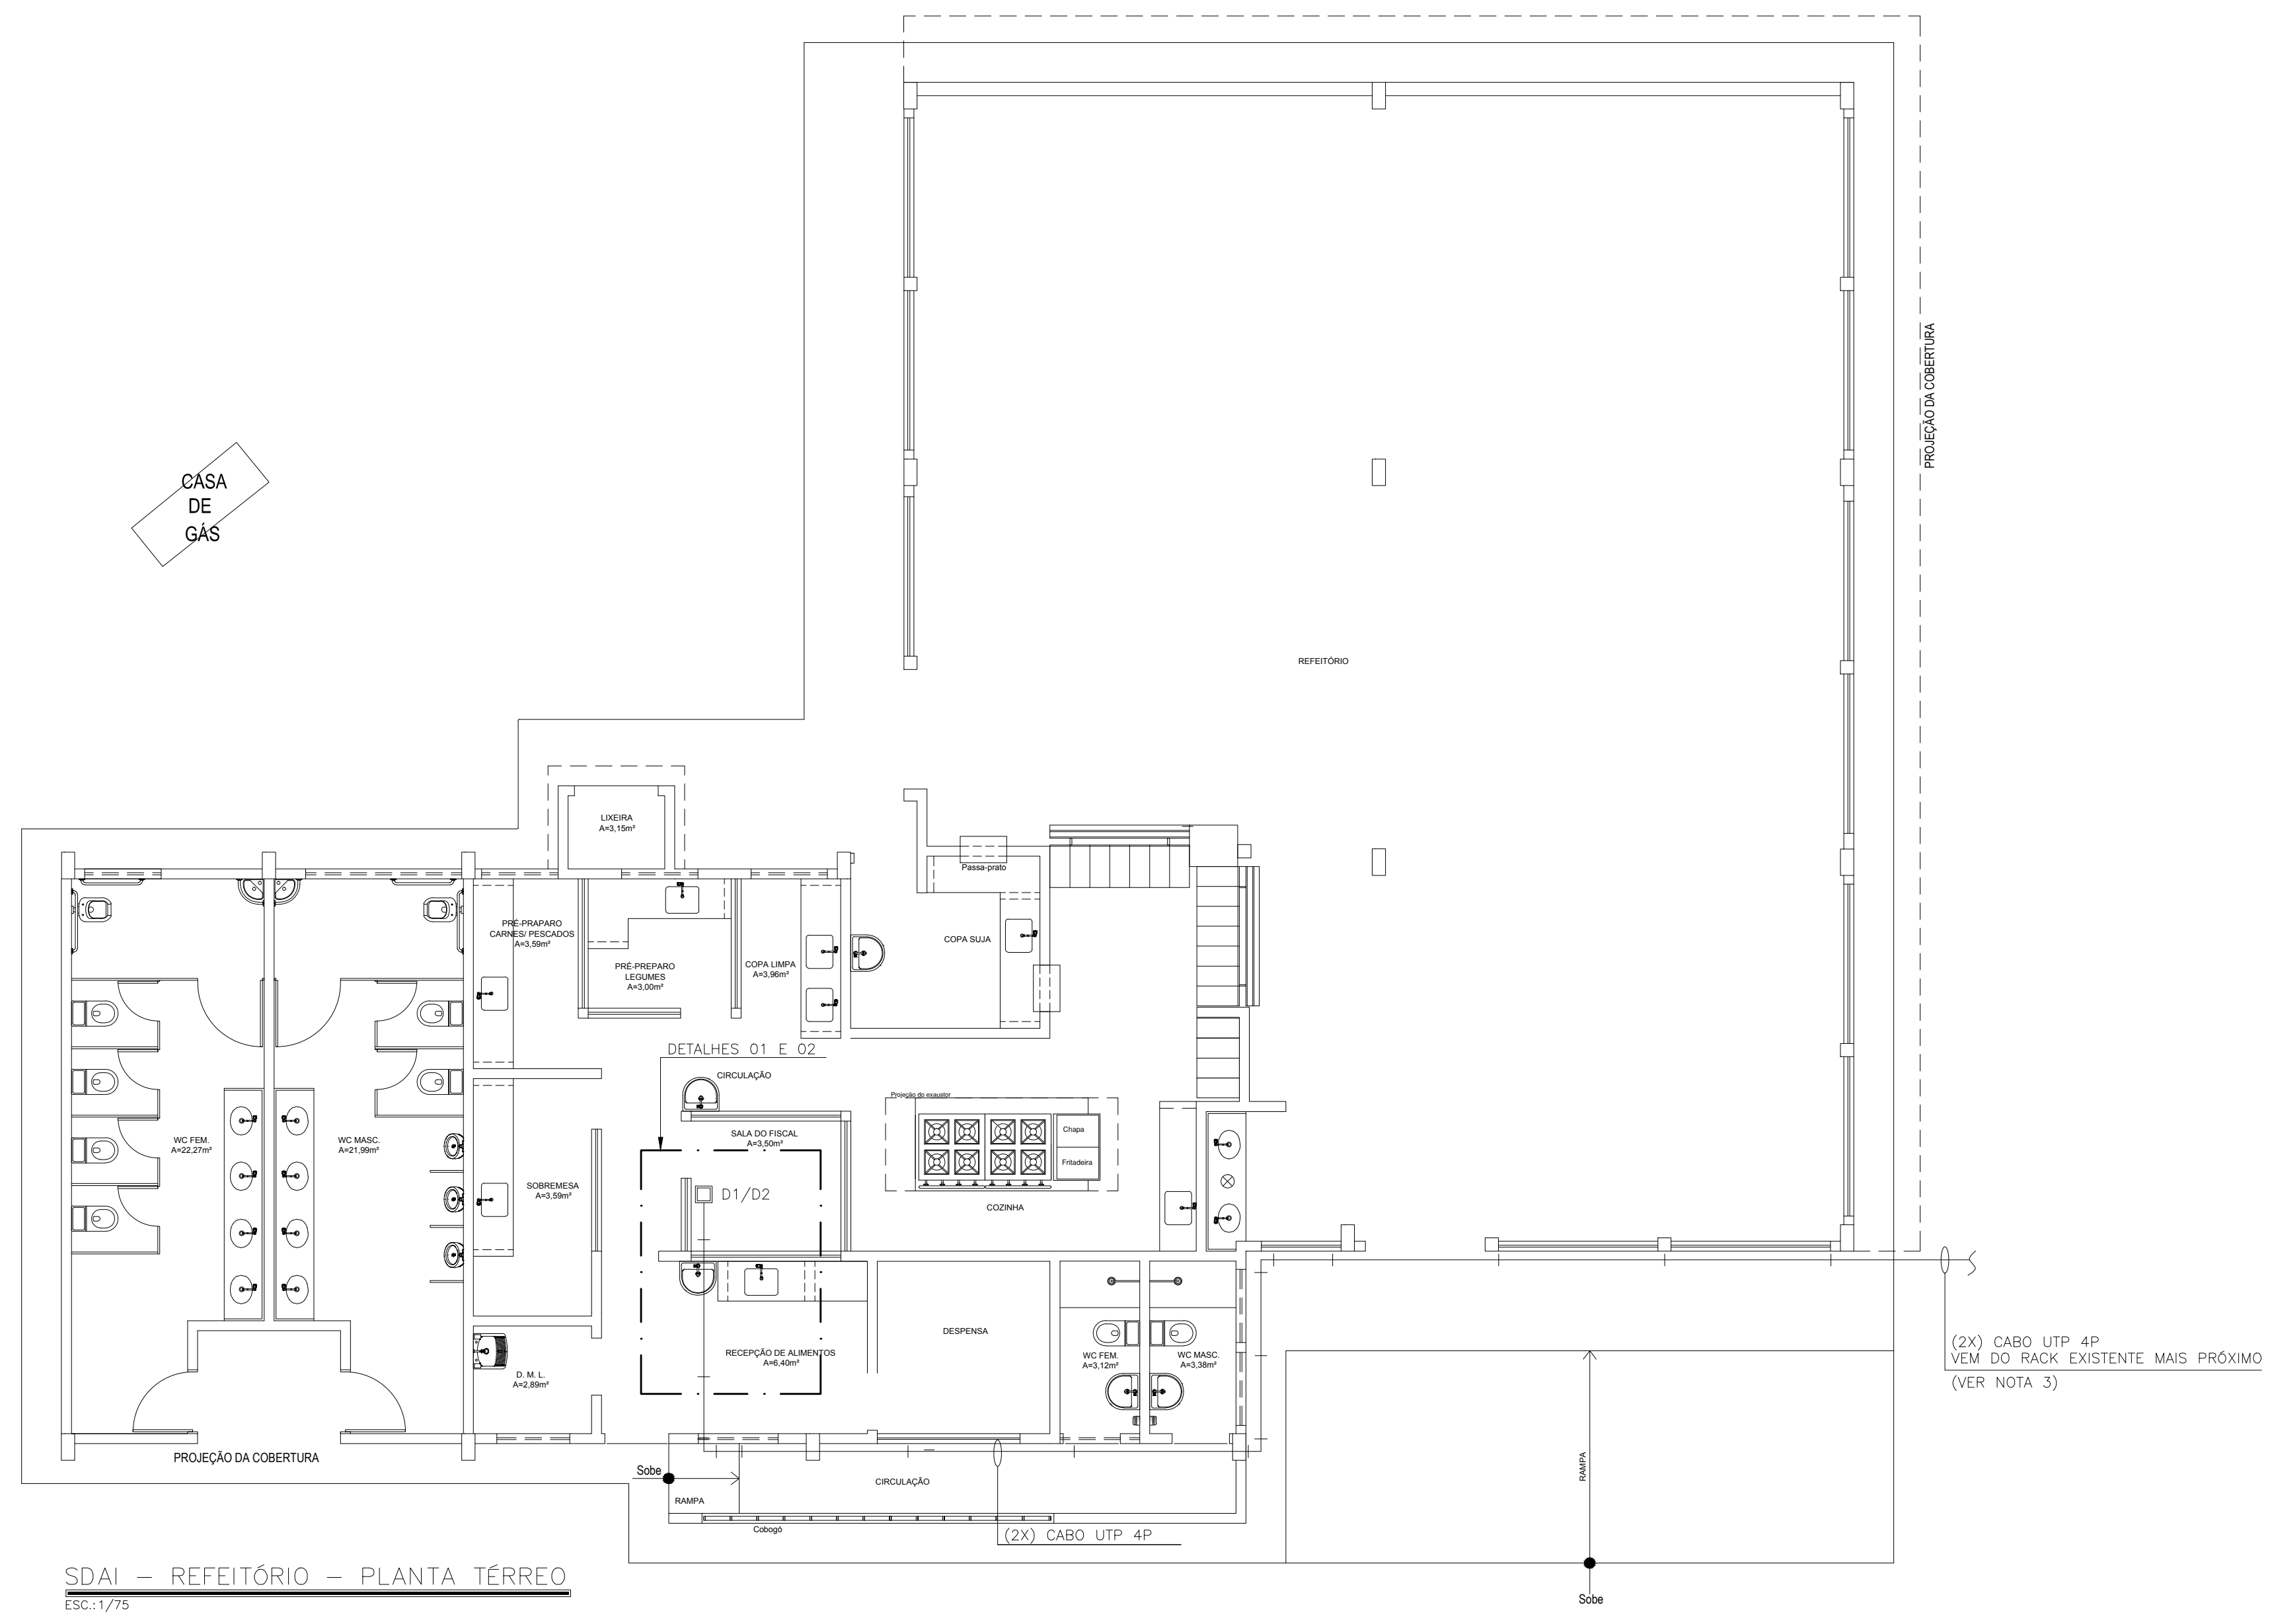 PROJEÇÃO DA COBERTURA
CASA
DE
GÁS
REFEITÓRIO
LIXEIRA
A=3,15m²
Passa-prato
PRÉ-PRAPARO
CARNES/ PESCADOS
A=3,59m²
PRÉ-PREPARO
LEGUMES
A=3,00m²
COPA LIMPA
A=3,96m²
COPA SUJA
DETALHES 01 E 02
CIRCULAÇÃO
Projeção do exaustor
WC FEM.
A=22,27m²
WC MASC.
A=21,99m²
SALA DO FISCAL
A=3,50m²
Chapa
Fritadeira
SOBREMESA
A=3,59m²
D1/D2
COZINHA
DESPENSA
RECEPÇÃO DE ALIMENTOS
A=6,40m²
WC FEM.
A=3,12m²
WC MASC.
A=3,38m²
D. M. L.
A=2,89m²
(2X) CABO UTP 4P
VEM DO RACK EXISTENTE MAIS PRÓXIMO
(VER NOTA 3)
PROJEÇÃO DA COBERTURA
Sobe
RAMPA
CIRCULAÇÃO
RAMPA
Cobogó
(2X) CABO UTP 4P
SDAI - REFEITÓRIO - PLANTA TÉRREO
ESC.:1/75
Sobe